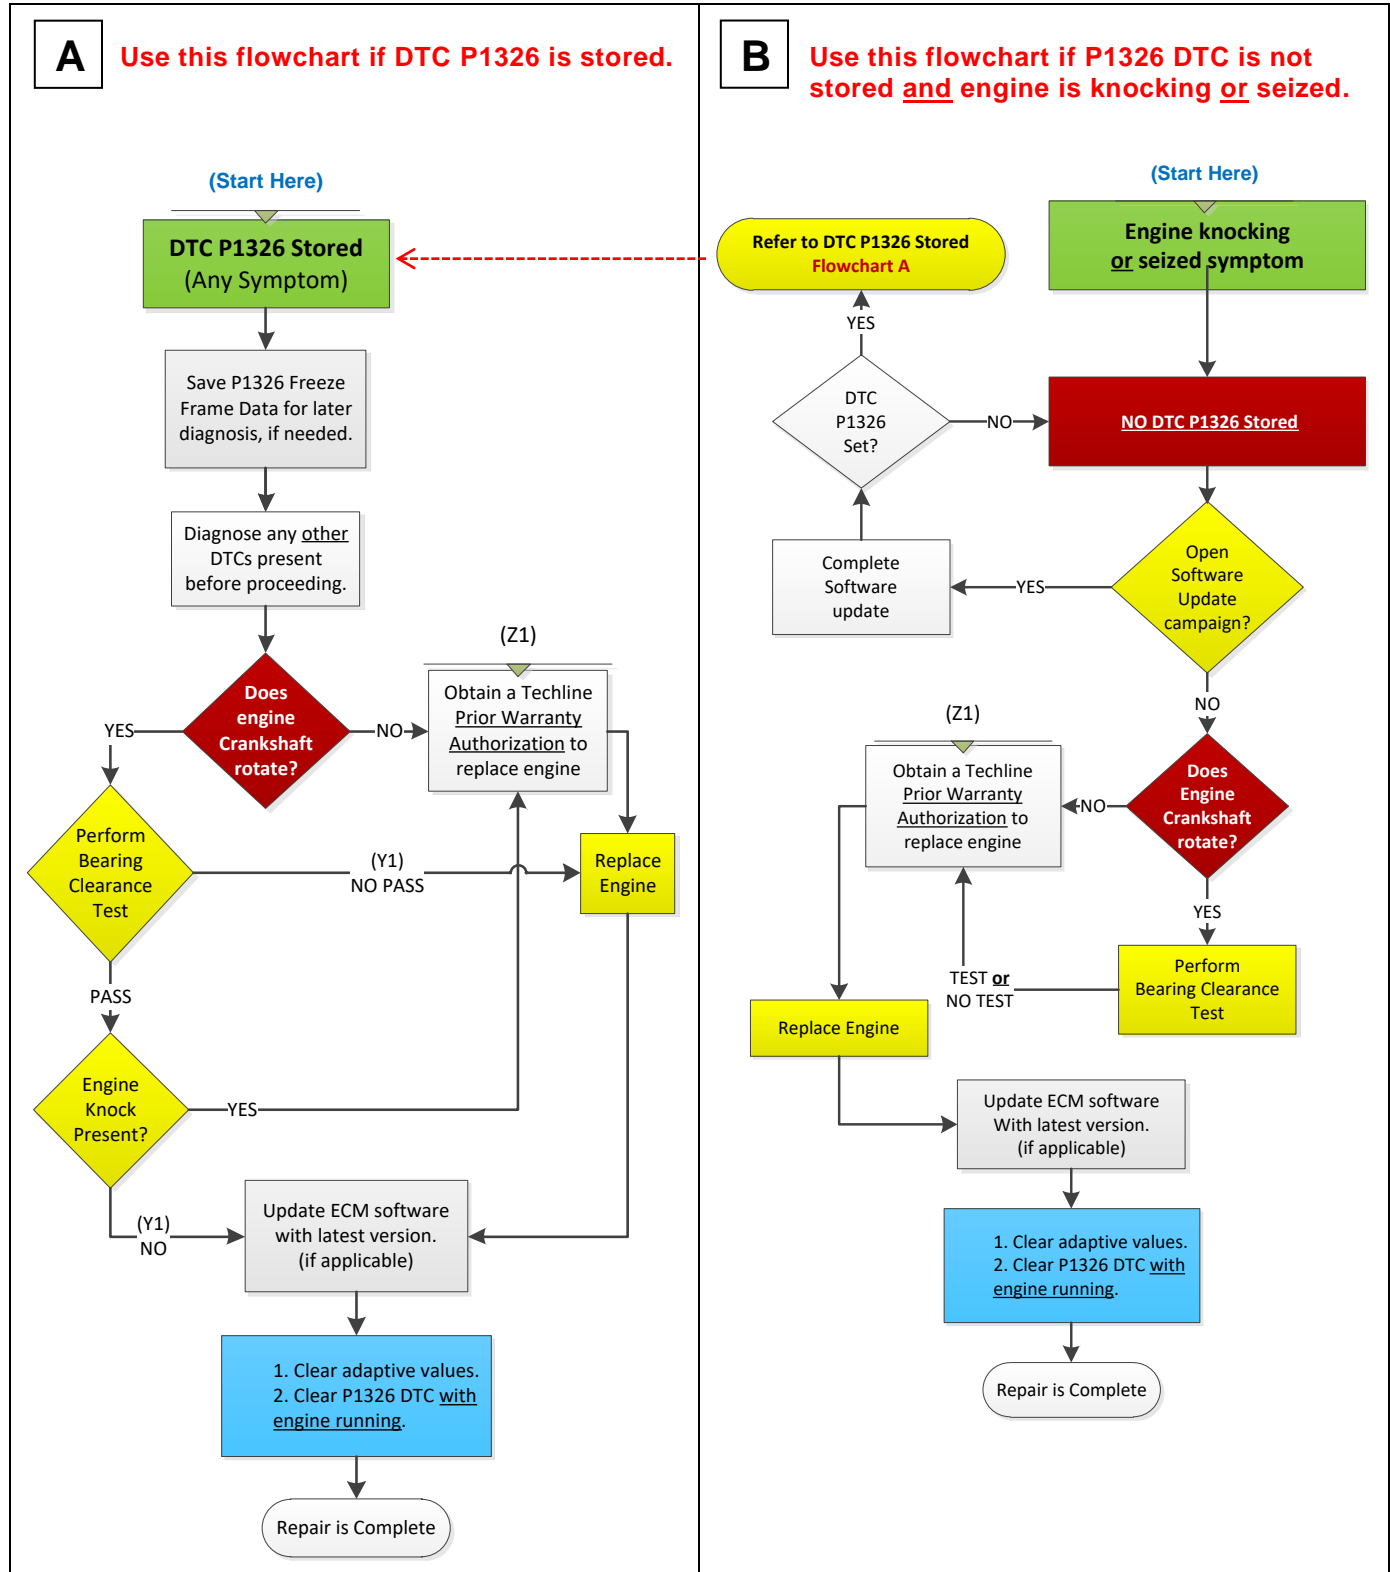 A
Use this flowchart if DTC P1326 is stored.
(Start Here)
DTC P1326 Stored
(Any Symptom)
Save P1326 Freeze
Frame Data for later
diagnosis, if needed.
Diagnose any other
DTCs present
before proceeding.
Does
engine
Crankshaft
rotate?
YES
NO
(Z1)
Obtain a Techline
Prior Warranty
Authorization to
replace engine
Perform
Bearing
Clearance
Test
(Y1)
NO PASS
Replace
Engine
PASS
Engine
Knock
Present?
YES
(Y1)
NO
Update ECM software
with latest version.
(if applicable)
1. Clear adaptive values.
2. Clear P1326 DTC with
engine running.
Repair is Complete
B
Use this flowchart if P1326 DTC is not
stored and engine is knocking or seized.
(Start Here)
Engine knocking
or seized symptom
Refer to DTC P1326 Stored
Flowchart A
YES
DTC
P1326
Set?
NO
NO DTC P1326 Stored
Open
Software
Update
campaign?
YES
Complete
Software
update
NO
Does
Engine
Crankshaft
rotate?
NO
(Z1)
Obtain a Techline
Prior Warranty
Authorization to
replace engine
YES
Perform
Bearing Clearance
Test
TEST or
NO TEST
Replace Engine
Update ECM software
With latest version.
(if applicable)
1. Clear adaptive values.
2. Clear P1326 DTC with
engine running.
Repair is Complete